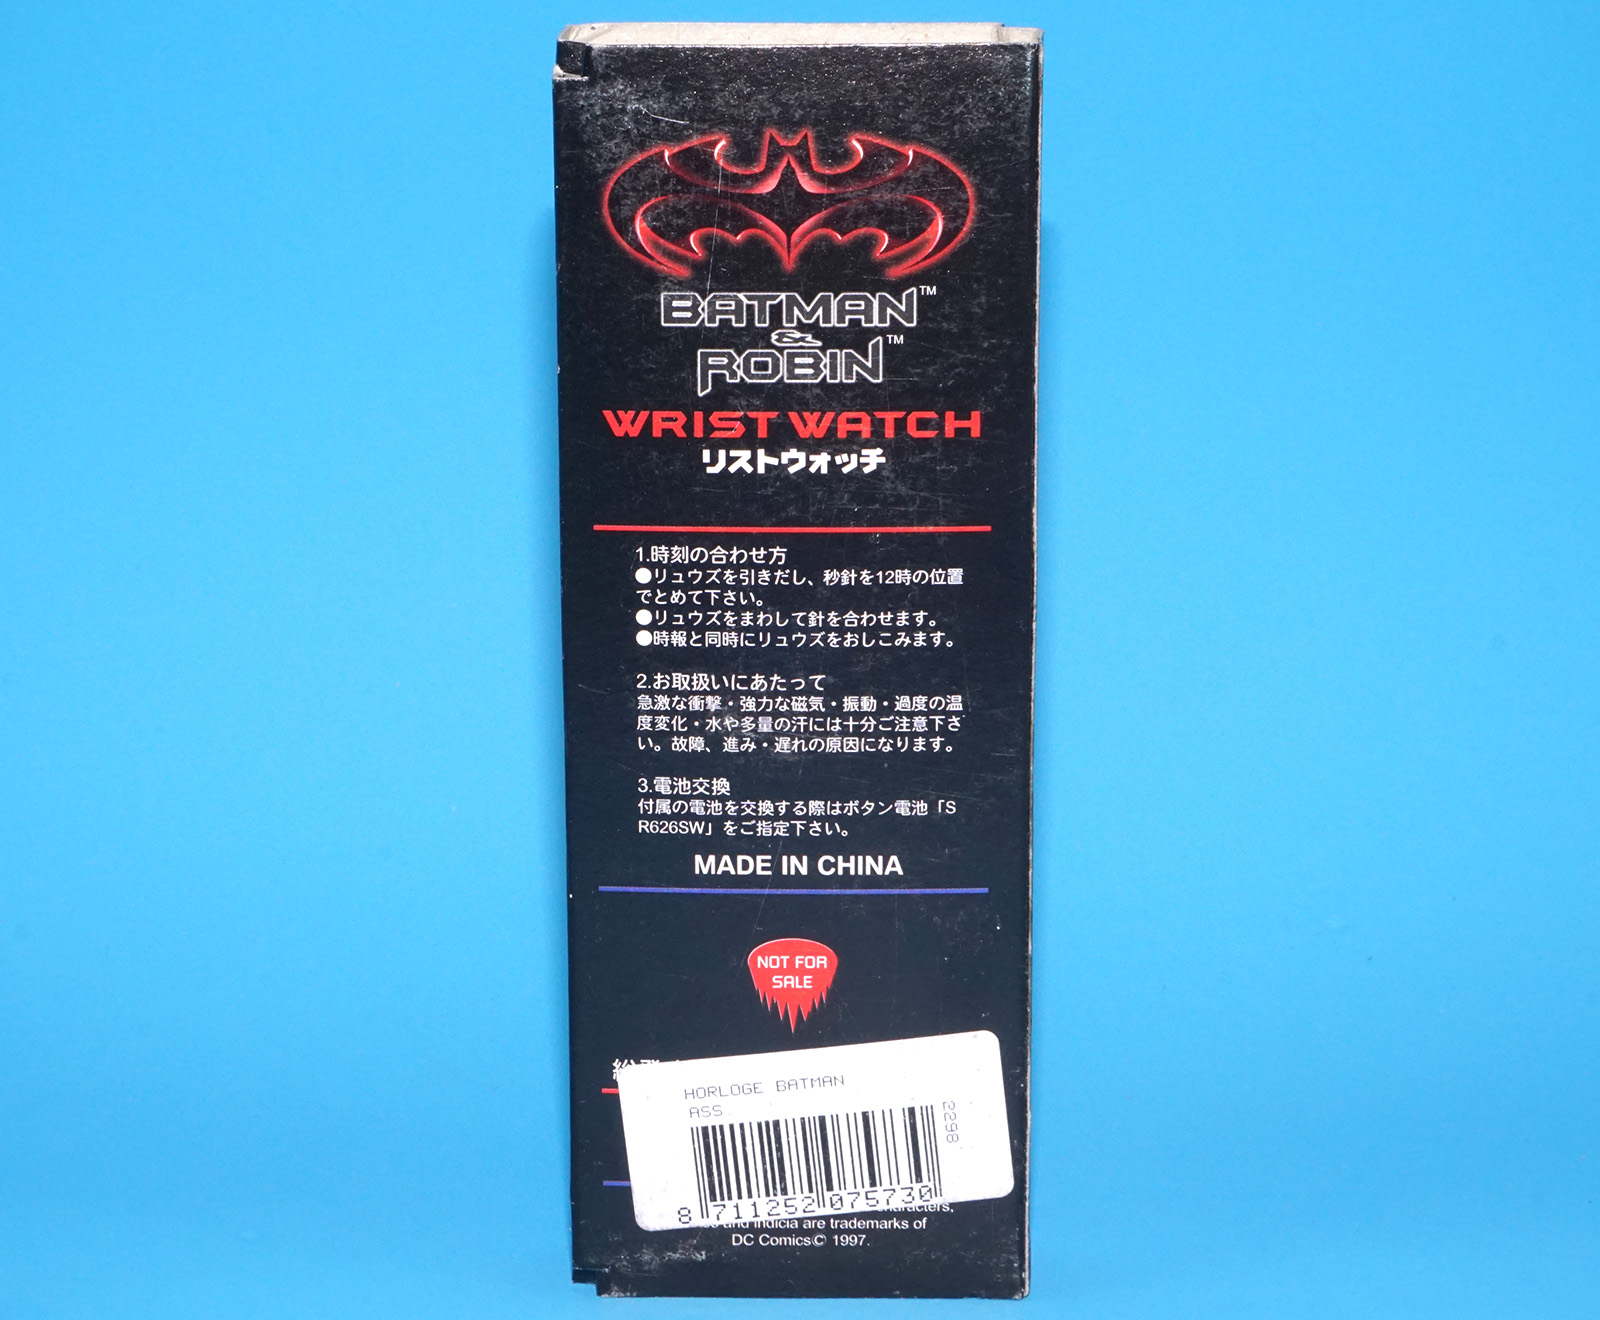 BATMAN™
&
ROBIN™
WRIST WATCH
リストウォッチ
1.時刻の合わせ方
●リュウズを引きだし、秒針を12時の位置
でとめて下さい。
●リュウズをまわして針を合わせます。
●時報と同時にリュウズをおしこみます。
2.お取扱いにあたって
急激な衝撃・強力な磁気・振動・過度の温
度変化・水や多量の汗には十分ご注意下さ
い。故障、進み・遅れの原因になります。
3.電池交換
付属の電池を交換する際はボタン電池「S
R626SW」をご指定下さい。
MADE IN CHINA
NOT FOR
SALE
HORLOGE BATMAN
ASS.
2298
8 711252 075730
characters,
and indicia are trademarks of
DC Comics© 1997.